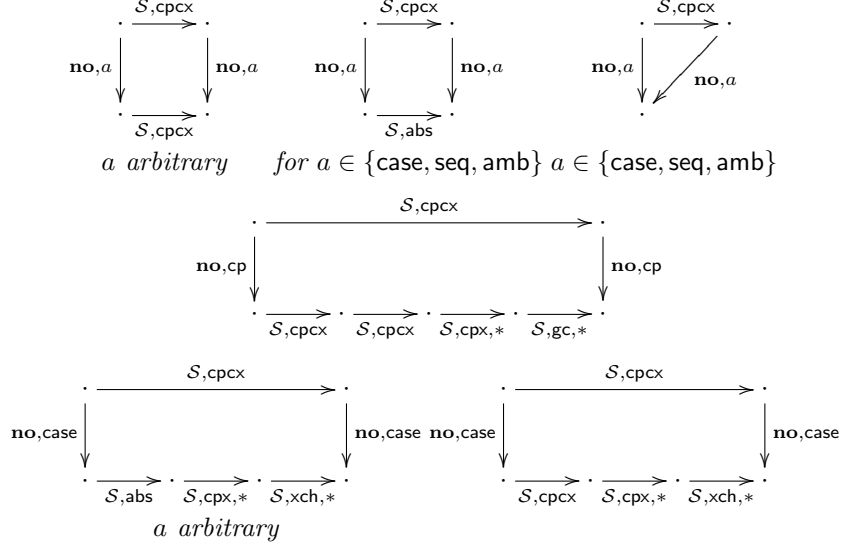 𝒮,cpcx 𝒮,cpcx 𝒮,cpcx
no,a no,a no,a no,a no,a no,a
𝒮,cpcx 𝒮,abs
a arbitrary for a ∈ {case, seq, amb} a ∈ {case, seq, amb}
𝒮,cpcx
no,cp no,cp
𝒮,cpcx 𝒮,cpcx 𝒮,cpx,∗ 𝒮,gc,∗
𝒮,cpcx 𝒮,cpcx
no,case no,case no,case no,case
𝒮,abs 𝒮,cpx,∗ 𝒮,xch,∗ 𝒮,cpcx 𝒮,cpx,∗ 𝒮,xch,∗
a arbitrary